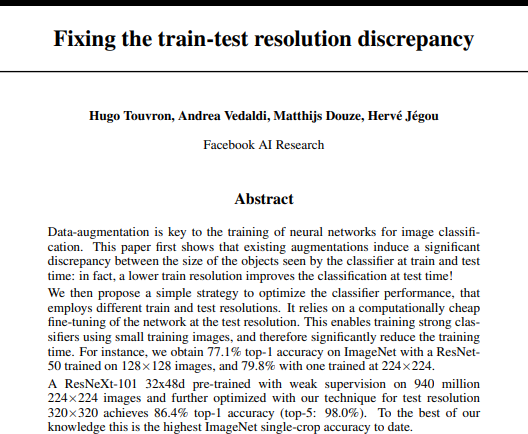 Fixing the train-test resolution discrepancy
Hugo Touvron, Andrea Vedaldi, Matthijs Douze, Hervé Jégou
Facebook AI Research
Abstract
Data-augmentation is key to the training of neural networks for image classifi-
cation. This paper first shows that existing augmentations induce a significant
discrepancy between the size of the objects seen by the classifier at train and test
time: in fact, a lower train resolution improves the classification at test time!
We then propose a simple strategy to optimize the classifier performance, that
employs different train and test resolutions. It relies on a computationally cheap
fine-tuning of the network at the test resolution. This enables training strong clas-
sifiers using small training images, and therefore significantly reduce the training
time. For instance, we obtain 77.1% top-1 accuracy on ImageNet with a ResNet-
50 trained on 128×128 images, and 79.8% with one trained at 224×224.
A ResNeXt-101 32x48d pre-trained with weak supervision on 940 million
224×224 images and further optimized with our technique for test resolution
320×320 achieves 86.4% top-1 accuracy (top-5: 98.0%). To the best of our
knowledge this is the highest ImageNet single-crop accuracy to date.